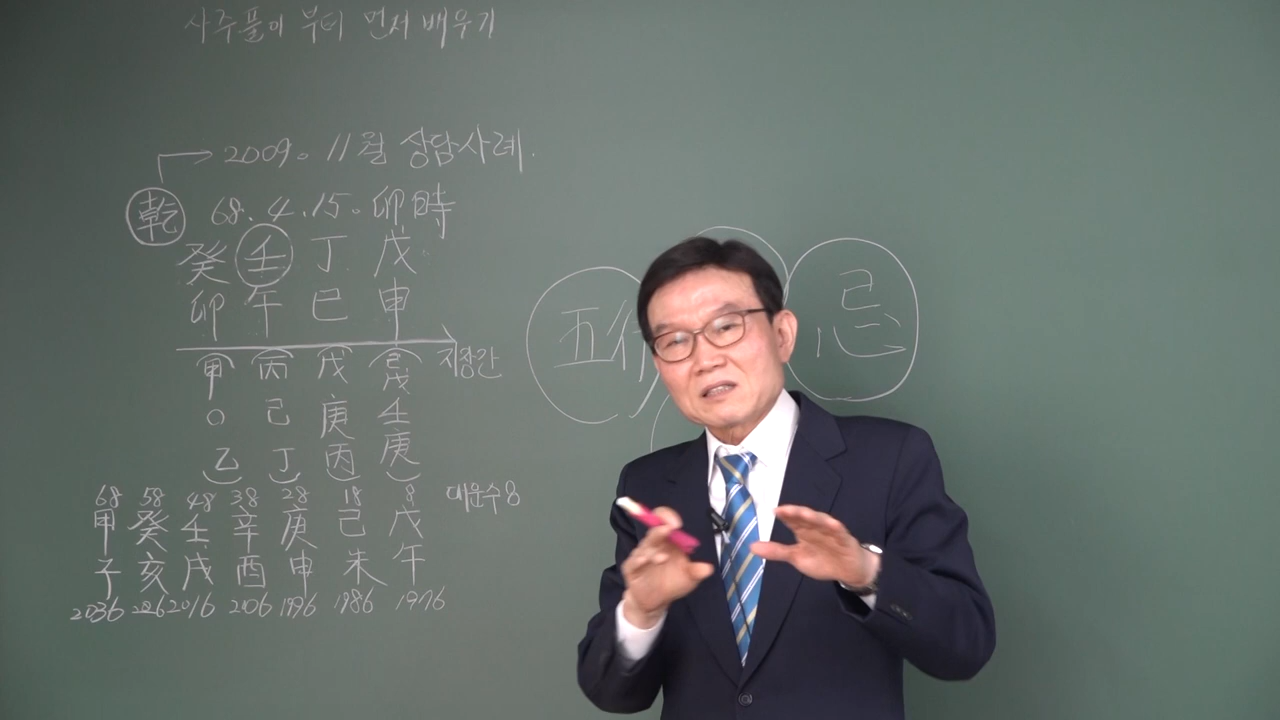 사주풀이 부터 먼저 배우기
2009. 11월 상담사례.
乾 68. 4. 15. 卯時
癸 壬 丁 戊
卯 午 巳 申
甲 丙 戊 己戊 지장간
○ 己 庚 壬
乙 丁 丙 庚
68 58 48 38 28 18 8 대운수 8
甲 癸 壬 辛 庚 己 戊
子 亥 戌 酉 申 未 午
2036 2026 2016 2006 1996 1986 1976
五行
忌